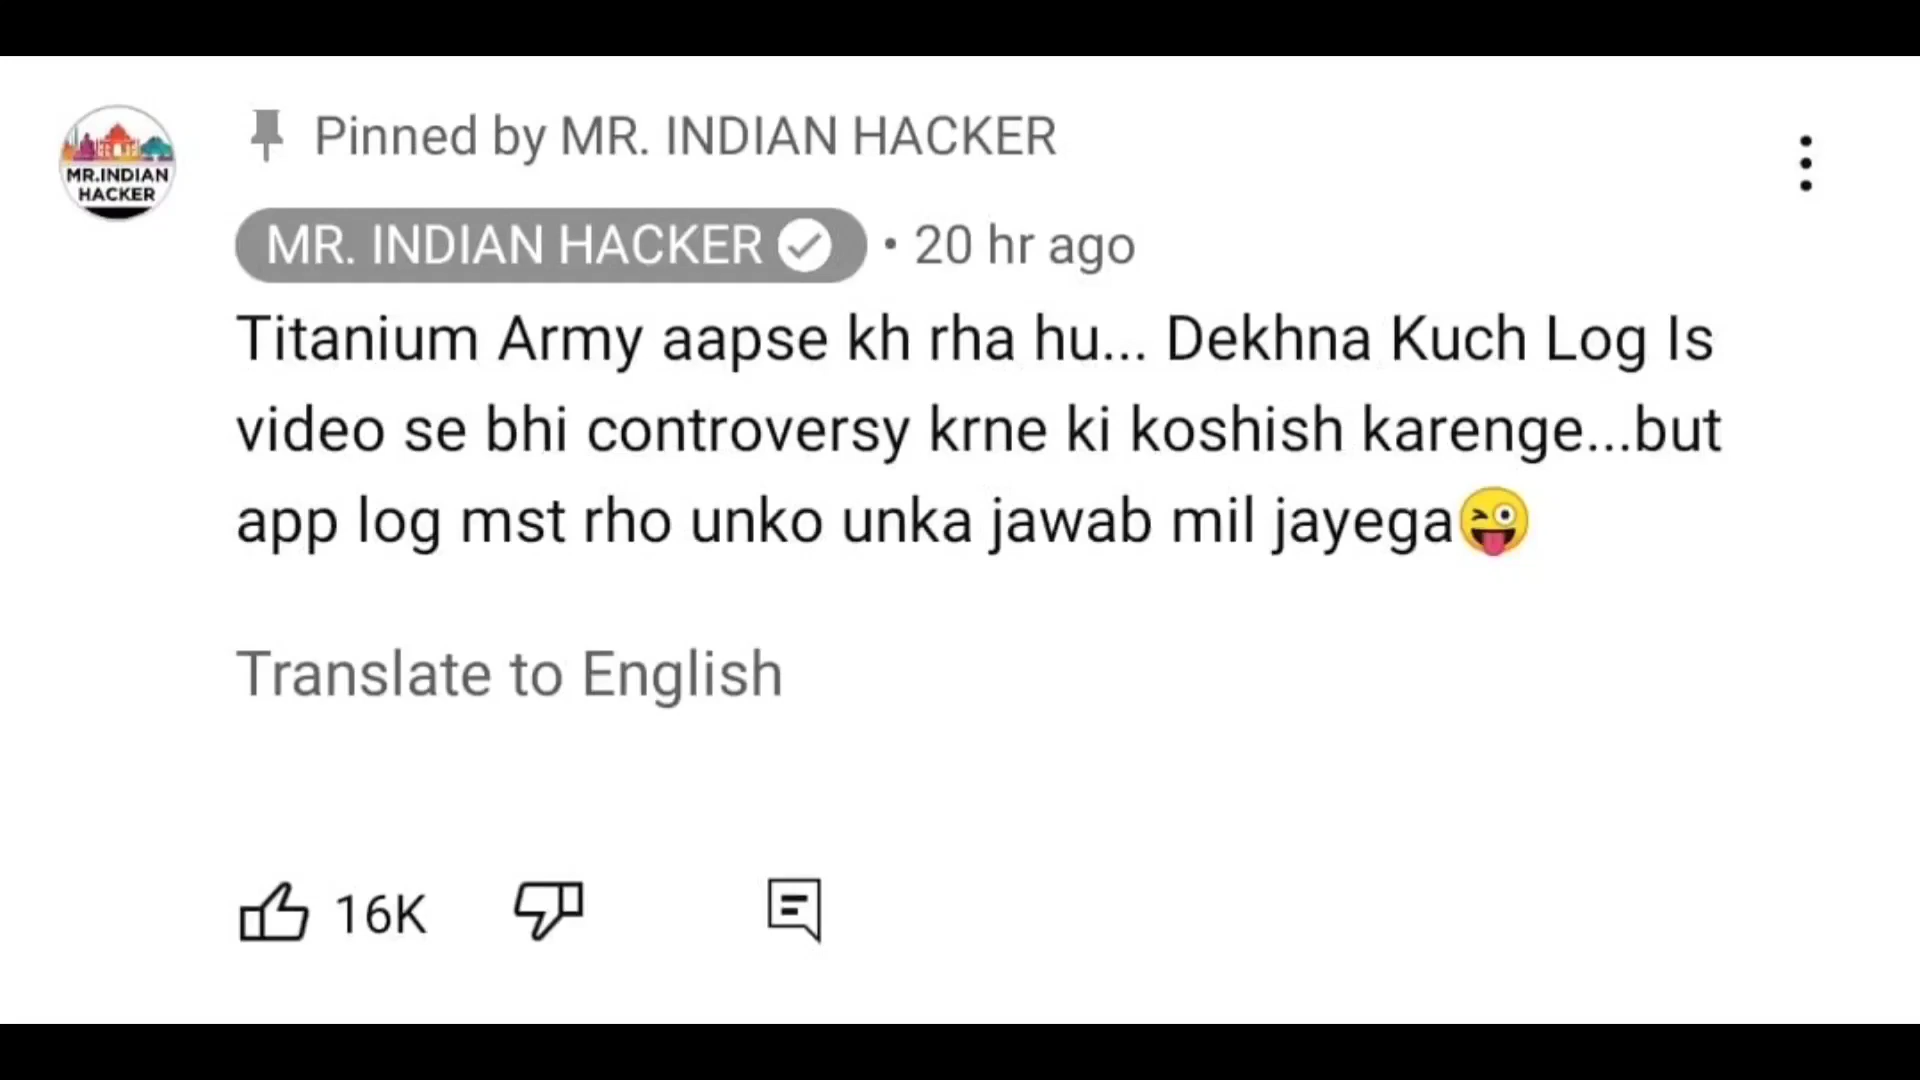 MR.INDIAN
HACKER
Pinned by MR. INDIAN HACKER
MR. INDIAN HACKER • 20 hr ago
Titanium Army aapse kh rha hu... Dekhna Kuch Log Is
video se bhi controversy krne ki koshish karenge...but
app log mst rho unko unka jawab mil jayega😜
Translate to English
16K